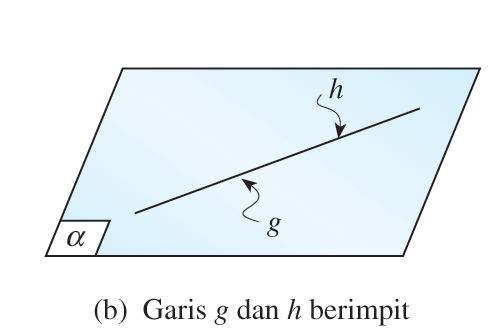 h
g
α
(b) Garis g dan h berimpit